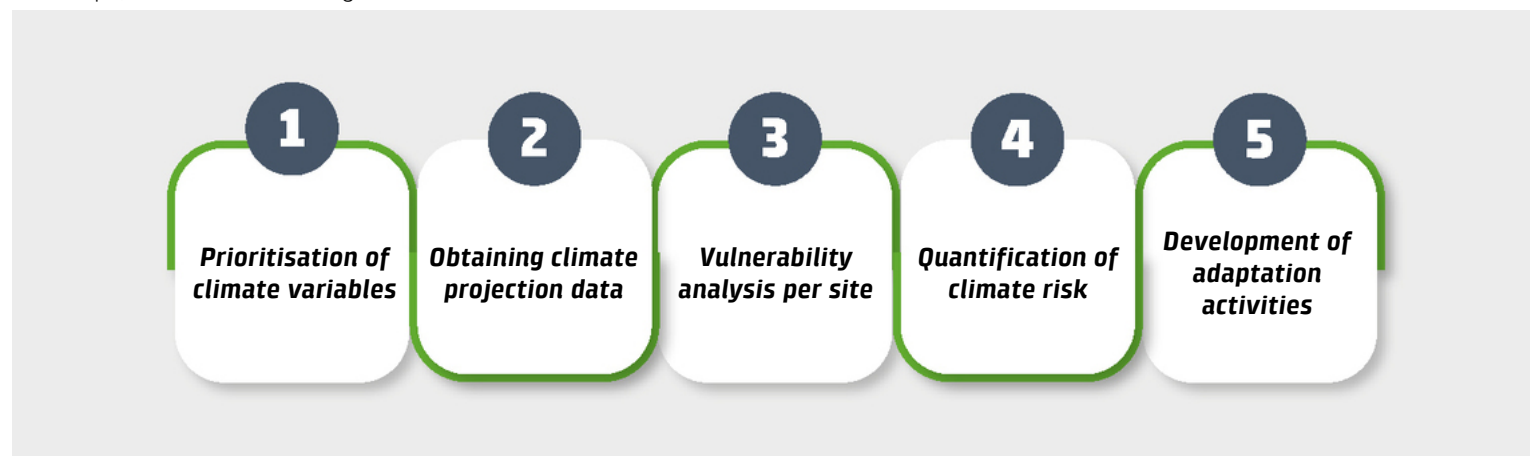 1
Prioritisation of
climate variables
2
Obtaining climate
projection data
3
Vulnerability
analysis per site
4
Quantification of
climate risk
5
Development of
adaptation
activities